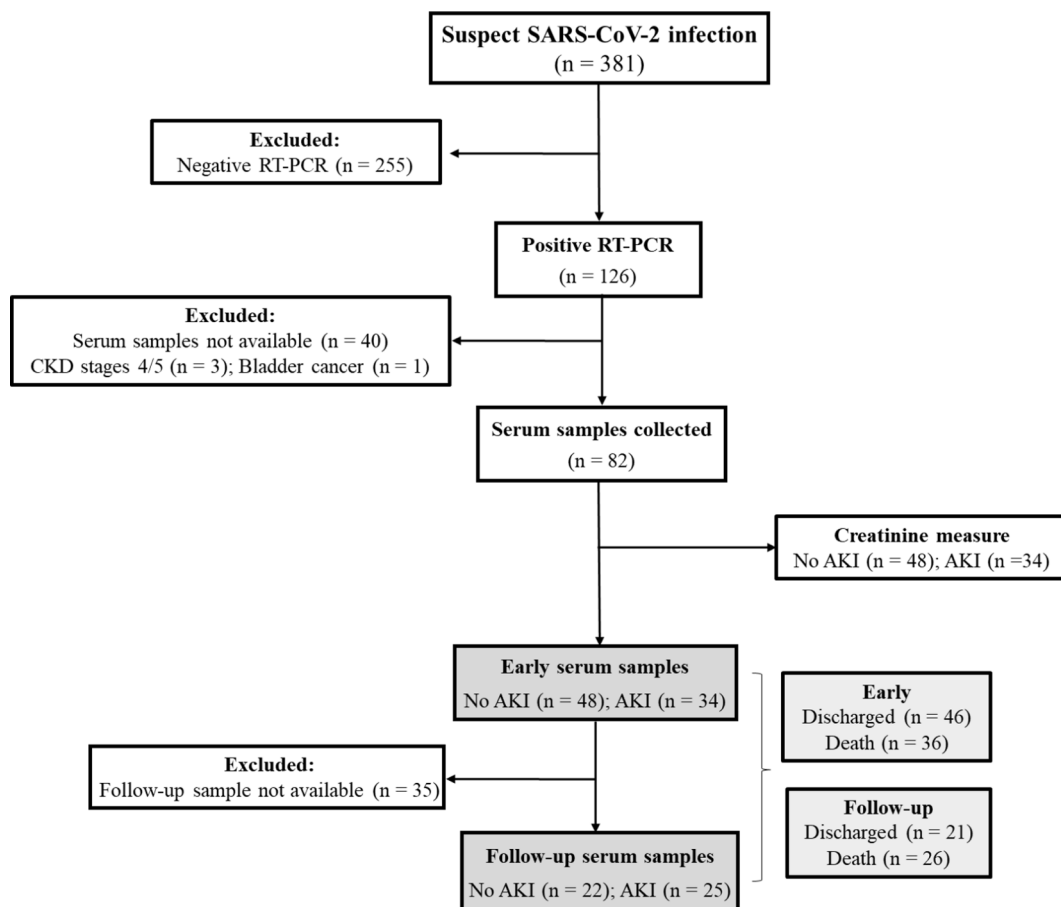 Suspect SARS-CoV-2 infection
(n = 381)
Excluded:
Negative RT-PCR (n = 255)
Positive RT-PCR
(n = 126)
Excluded:
Serum samples not available (n = 40)
CKD stages 4/5 (n = 3); Bladder cancer (n = 1)
Serum samples collected
(n = 82)
Creatinine measure
No AKI (n = 48); AKI (n =34)
Early serum samples
No AKI (n = 48); AKI (n = 34)
Early
Discharged (n = 46)
Death (n = 36)
Excluded:
Follow-up sample not available (n = 35)
Follow-up
Discharged (n = 21)
Death (n = 26)
Follow-up serum samples
No AKI (n = 22); AKI (n = 25)